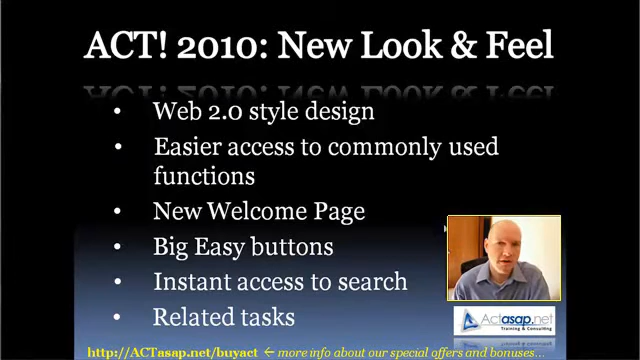 ACT! 2010: New Look & Feel
• Web 2.0 style design
• Easier access to commonly used
functions
• New Welcome Page
• Big Easy buttons
• Instant access to search
• Related tasks
Actasap.net
Training & Consulting
http://ACTasap.net/buyact ← more info about our special offers and bonuses...